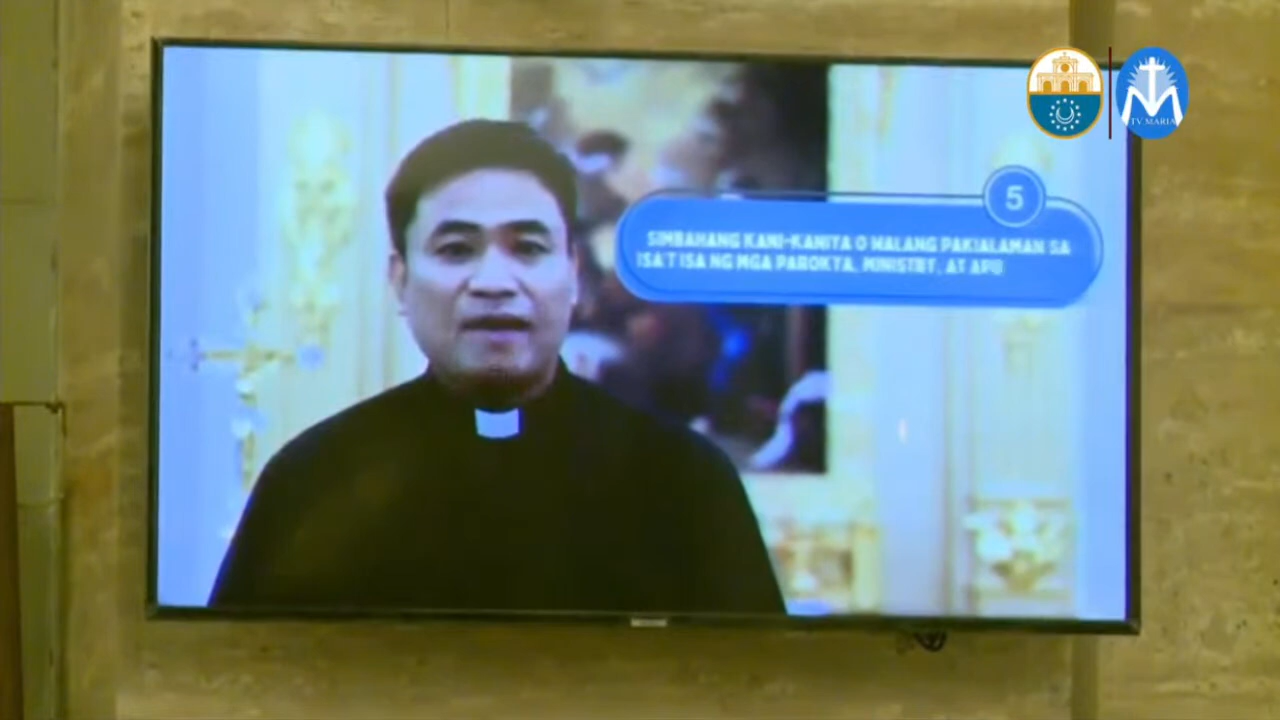 TV MARIA
5
SIMBAHANG KANI-KANIYA O WALANG PAKIALAMAN SA
ISA'T ISA NG MGA PAROKYA, MINISTRY, AT APO